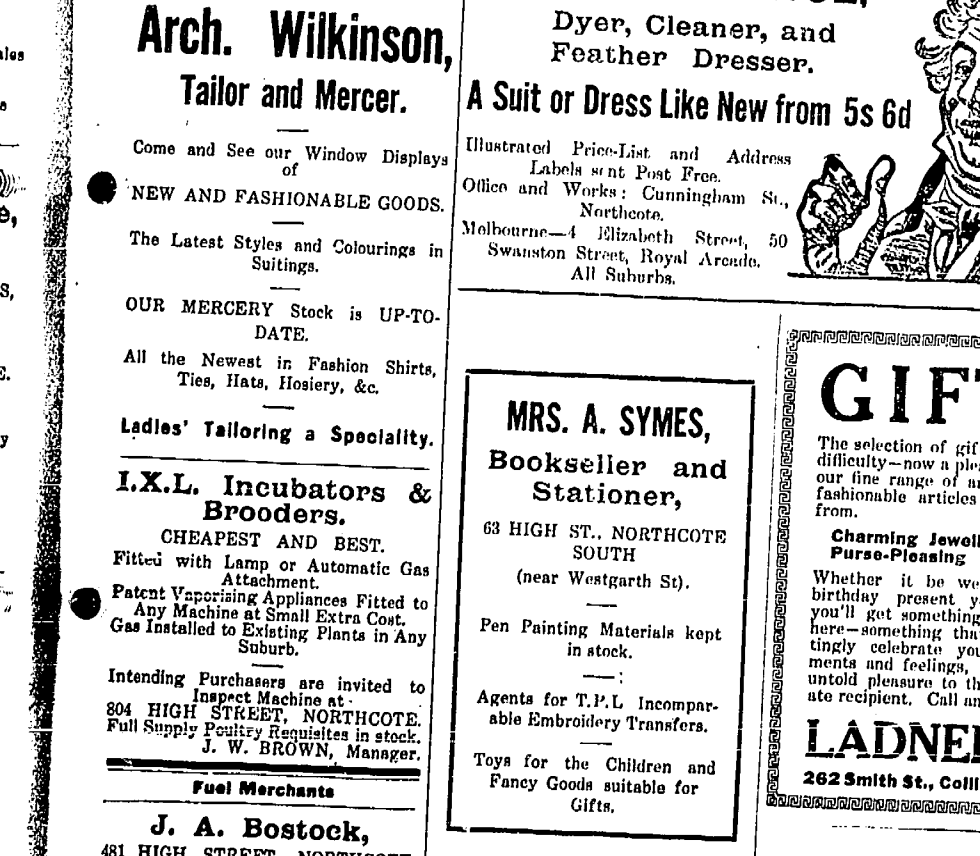 Arch. Wilkinson,
Tailor and Mercer.
Come and See our Window Displays
of
NEW AND FASHIONABLE GOODS.
The Latest Styles and Colourings in
Suitings.
OUR MERCERY Stock is UP-TO-
DATE.
All the Newest in Fashion Shirts,
Ties, Hats, Hosiery, &c.
Ladies' Tailoring a Speciality.
I.X.L. Incubators &
Brooders.
CHEAPEST AND BEST.
Fitted with Lamp or Automatic Gas
Attachment.
Patent Vaporising Appliances Fitted to
Any Machine at Small Extra Cost.
Gas Installed to Existing Plants in Any
Suburb.
Intending Purchasers are invited to
Inspect Machine at
804 HIGH STREET, NORTHCOTE.
Full Supply Poultry Requisites in stock.
J. W. BROWN, Manager.
Fuel Merchants
J. A. Bostock,
481 HIGH STREET, NORTHCOTE
Dyer, Cleaner, and
Feather Dresser.
A Suit or Dress Like New from 5s 6d
Illustrated Price-List and Address
Labels sent Post Free.
Office and Works: Cunningham St.,
Northcote.
Melbourne—4 Elizabeth Street, 50
Swanston Street, Royal Arcade.
All Suburbs.
MRS. A. SYMES,
Bookseller and
Stationer,
63 HIGH ST., NORTHCOTE
SOUTH
(near Westgarth St).
Pen Painting Materials kept
in stock.
Agents for T.P.L Incompar-
able Embroidery Transfers.
Toys for the Children and
Fancy Goods suitable for
Gifts.
GIF
The selection of gif
difficulty—now a ple
our fine range of a
fashionable articles
from.
Charming Jewell
Purse-Pleasing
Whether it be we
birthday present y
you'll get something
here—something tha
tingly celebrate you
ments and feelings,
untold pleasure to th
ate recipient. Call an
LADNE
262 Smith St., Colli